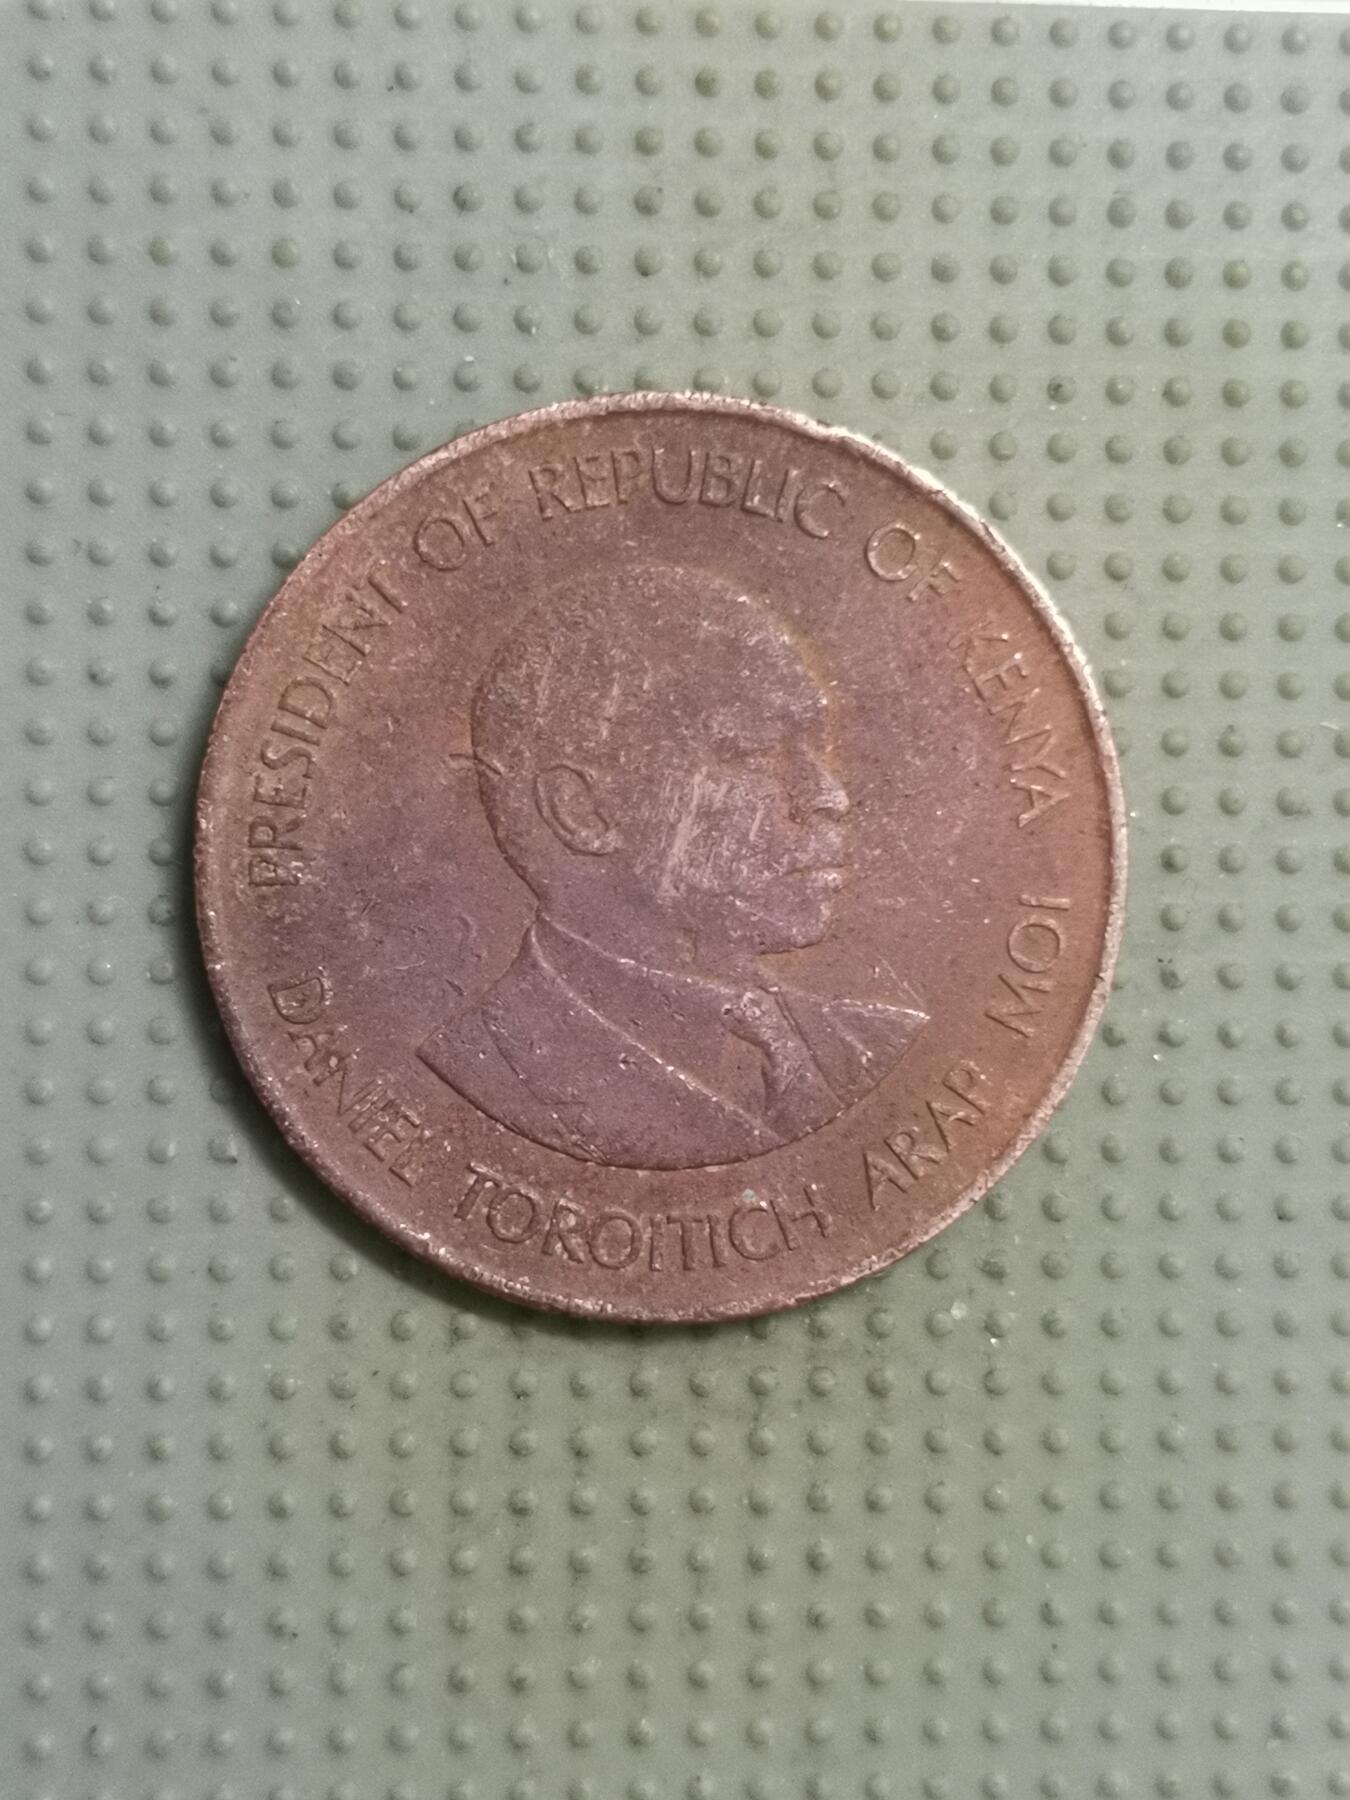 PRESIDENT OF REPUBLIC OF KENYA
DANIEL TOROITICH ARAP MOI